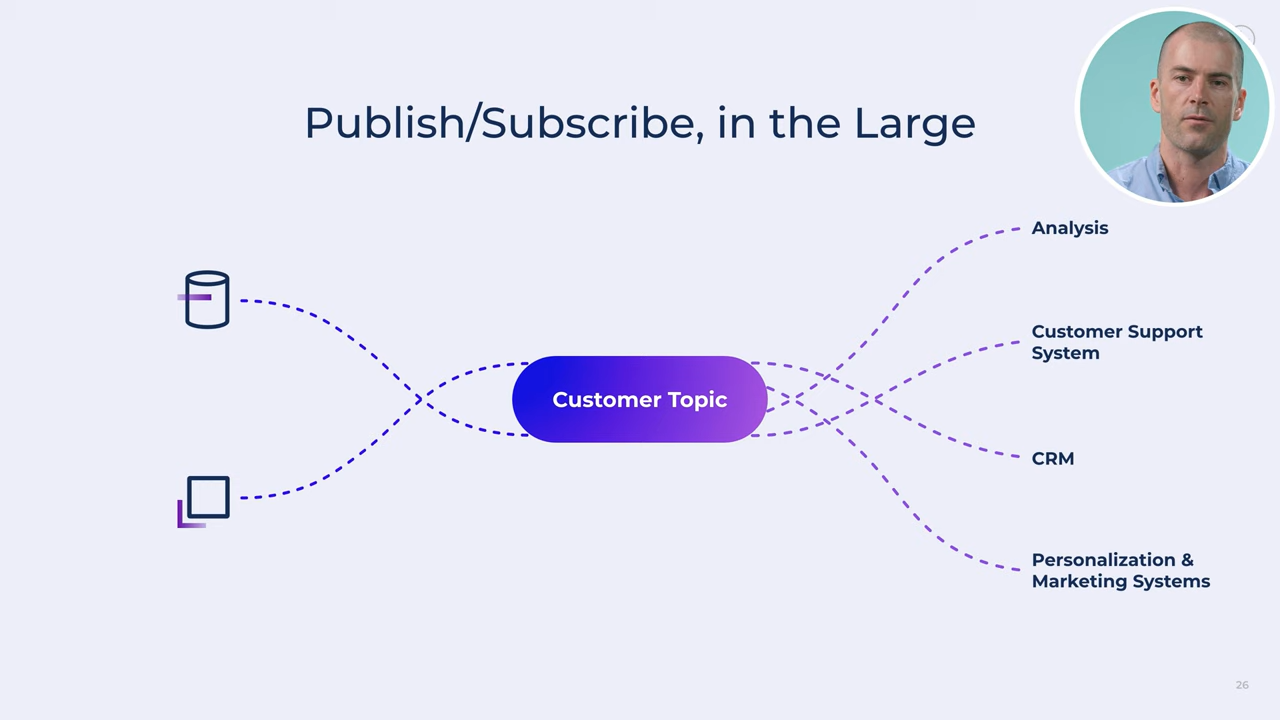 Publish/Subscribe, in the Large
Analysis
Customer Support
System
Customer Topic
CRM
Personalization &
Marketing Systems
26